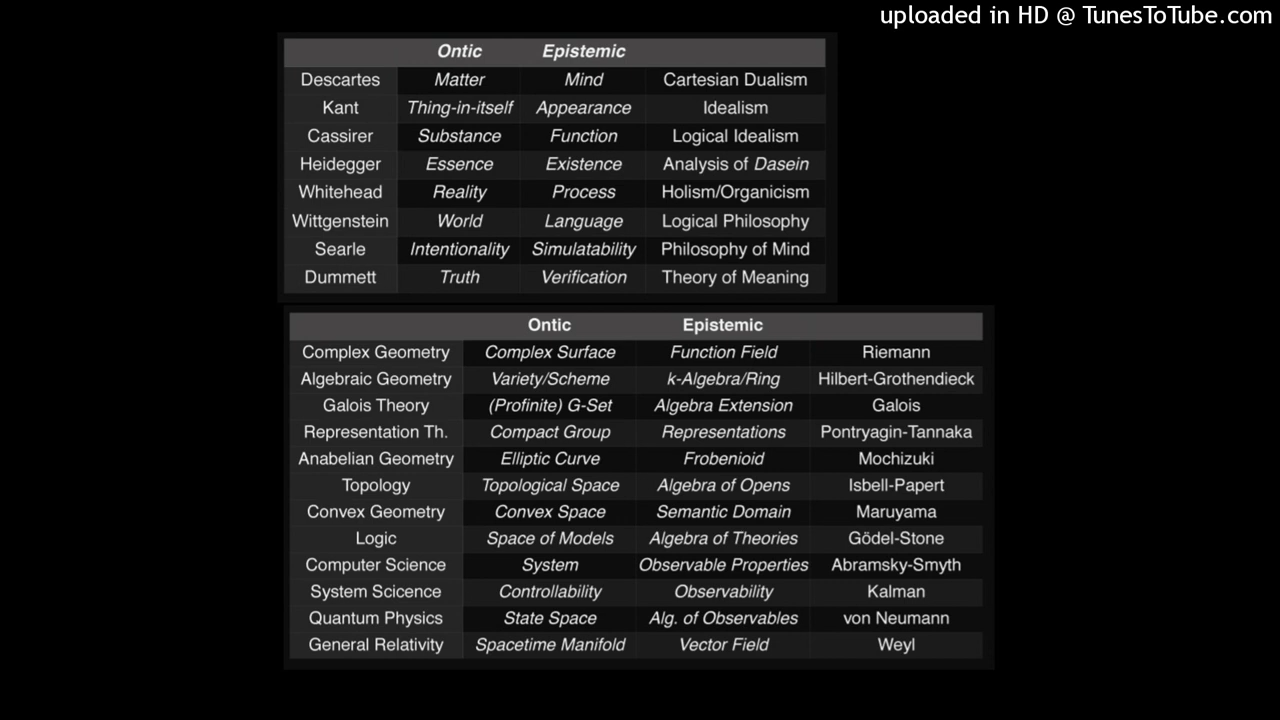 uploaded in HD @ TunesToTube.com
Ontic Epistemic
Descartes Matter Mind Cartesian Dualism
Kant Thing-in-itself Appearance Idealism
Cassirer Substance Function Logical Idealism
Heidegger Essence Existence Analysis of Dasein
Whitehead Reality Process Holism/Organicism
Wittgenstein World Language Logical Philosophy
Searle Intentionality Simulatability Philosophy of Mind
Dummett Truth Verification Theory of Meaning
Ontic Epistemic
Complex Geometry Complex Surface Function Field Riemann
Algebraic Geometry Variety/Scheme k-Algebra/Ring Hilbert-Grothendieck
Galois Theory (Profinite) G-Set Algebra Extension Galois
Representation Th. Compact Group Representations Pontryagin-Tannaka
Anabelian Geometry Elliptic Curve Frobenioid Mochizuki
Topology Topological Space Algebra of Opens Isbell-Papert
Convex Geometry Convex Space Semantic Domain Maruyama
Logic Space of Models Algebra of Theories Gödel-Stone
Computer Science System Observable Properties Abramsky-Smyth
System Scicence Controllability Observability Kalman
Quantum Physics State Space Alg. of Observables von Neumann
General Relativity Spacetime Manifold Vector Field Weyl